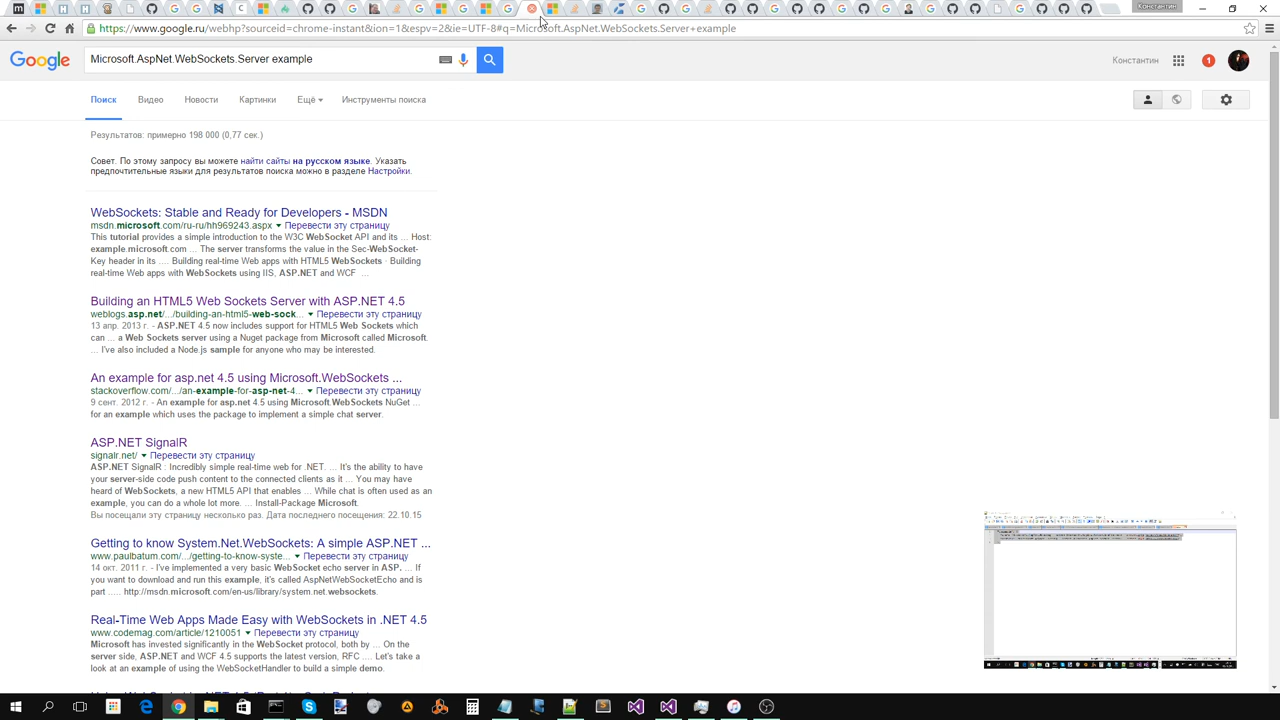 Константин
https://www.google.ru/webhp?sourceid=chrome-instant&ion=1&espv=2&ie=UTF-8#q=Microsoft.AspNet.WebSockets.Server+example
Google
Microsoft.AspNet.WebSockets.Server example
Константин
1
Поиск Видео Новости Картинки Ещё Инструменты поиска
Результатов: примерно 198 000 (0,77 сек.)
Совет. По этому запросу вы можете найти сайты на русском языке. Указать
предпочтительные языки для результатов поиска можно в разделе Настройки.
WebSockets: Stable and Ready for Developers - MSDN
msdn.microsoft.com/ru-ru/hh969243.aspx Перевести эту страницу
This tutorial provides a simple introduction to the W3C WebSocket API and its ... Host:
example.microsoft.com ... The server transforms the value in the Sec-WebSocket-
Key header in its .... Building real-time Web apps with HTML5 WebSockets · Building
real-time Web apps with WebSockets using IIS, ASP.NET and WCF ...
Building an HTML5 Web Sockets Server with ASP.NET 4.5
weblogs.asp.net/.../building-an-html5-web-sock... Перевести эту страницу
13 апр. 2013 г. - ASP.NET 4.5 now includes support for HTML5 Web Sockets which
can ... a Web Sockets server using a Nuget package from Microsoft called Microsoft.
... I've also included a Node.js sample for anyone who may be interested.
An example for asp.net 4.5 using Microsoft.WebSockets ...
stackoverflow.com/.../an-example-for-asp-net-4... Перевести эту страницу
9 сент. 2012 г. - An example for asp.net 4.5 using Microsoft.WebSockets NuGet ...
for an example which uses the package to implement a simple chat server.
ASP.NET SignalR
signalr.net/ Перевести эту страницу
ASP.NET SignalR : Incredibly simple real-time web for .NET. ... It's the ability to have
your server-side code push content to the connected clients as it ... You may have
heard of WebSockets, a new HTML5 API that enables ... While chat is often used as an
example, you can do a whole lot more. ... Install-Package Microsoft.
Вы посещали эту страницу несколько раз. Дата последнего посещения: 22.10.15
Getting to know System.Net.WebSockets: A simple ASP.NET ...
www.paulbatum.com/.../getting-to-know-syste... Перевести эту страницу
14 окт. 2011 г. - I've implemented a very basic WebSocket echo server in ASP. ... If
you want to download and run this example, it's called AspNetWebSocketEcho and is
part ..... http://msdn.microsoft.com/en-us/library/system.net.websockets.
Real-Time Web Apps Made Easy with WebSockets in .NET 4.5
www.codemag.com/article/1210051 Перевести эту страницу
Microsoft has invested significantly in the WebSocket protocol, both by ... On the
server side, ASP.NET and WCF 4.5 supports the latest version, RFC .... Let's take a
look at an example of using the WebSocketHandler to build a simple demo.